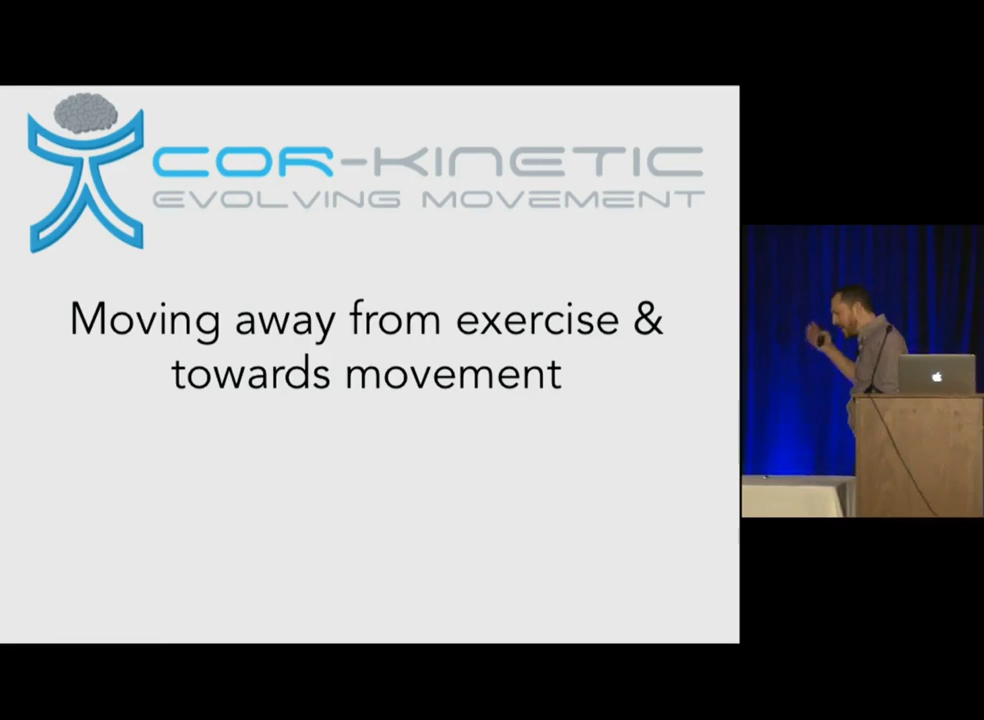 COR-KINETIC
EVOLVING MOVEMENT
Moving away from exercise &
towards movement